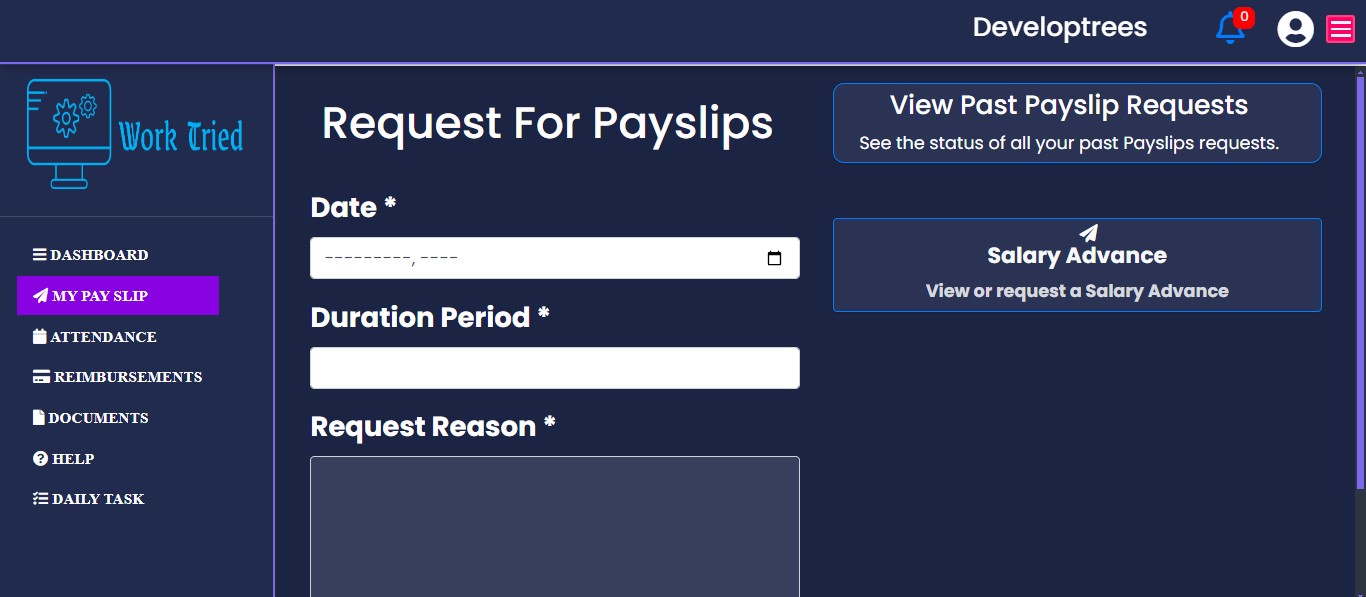 Developtrees
0
Work Tried
DASHBOARD
MY PAY SLIP
ATTENDANCE
REIMBURSEMENTS
DOCUMENTS
HELP
DAILY TASK
Request For Payslips
Date *
---------, ----
Duration Period *
Request Reason *
View Past Payslip Requests
See the status of all your past Payslips requests.
Salary Advance
View or request a Salary Advance